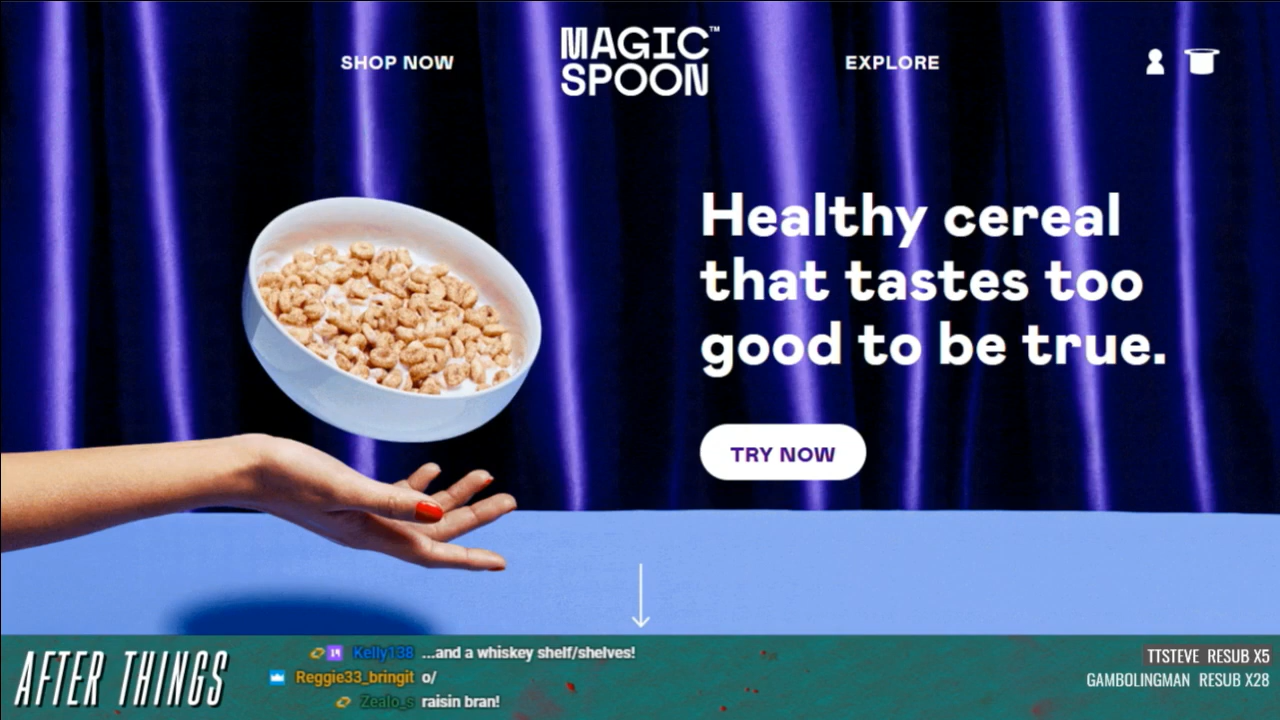 SHOP NOW
MAGIC™
SPOON
EXPLORE
Healthy cereal
that tastes too
good to be true.
TRY NOW
AFTER THINGS
14 Kelly138 ...and a whiskey shelf/shelves!
Reggie33_bringit o/
Zealo_s raisin bran!
TTSTEVE RESUB X5
GAMBOLINGMAN RESUB X28